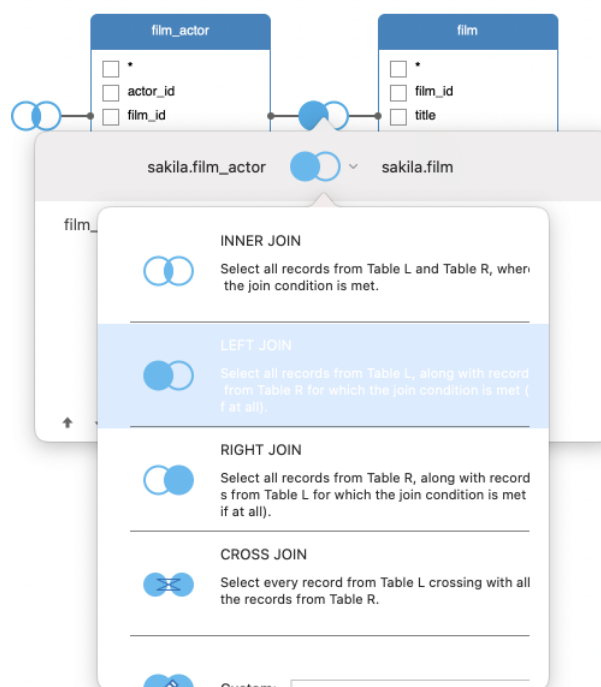 film_actor
film
*
actor_id
film_id
*
film_id
title
sakila.film_actor
sakila.film
film_
INNER JOIN
Select all records from Table L and Table R, where
the join condition is met.
LEFT JOIN
Select all records from Table L, along with record
from Table R for which the join condition is met (
f at all).
RIGHT JOIN
Select all records from Table R, along with record
s from Table L for which the join condition is met
if at all).
CROSS JOIN
Select every record from Table L crossing with all
the records from Table R.
Custom: